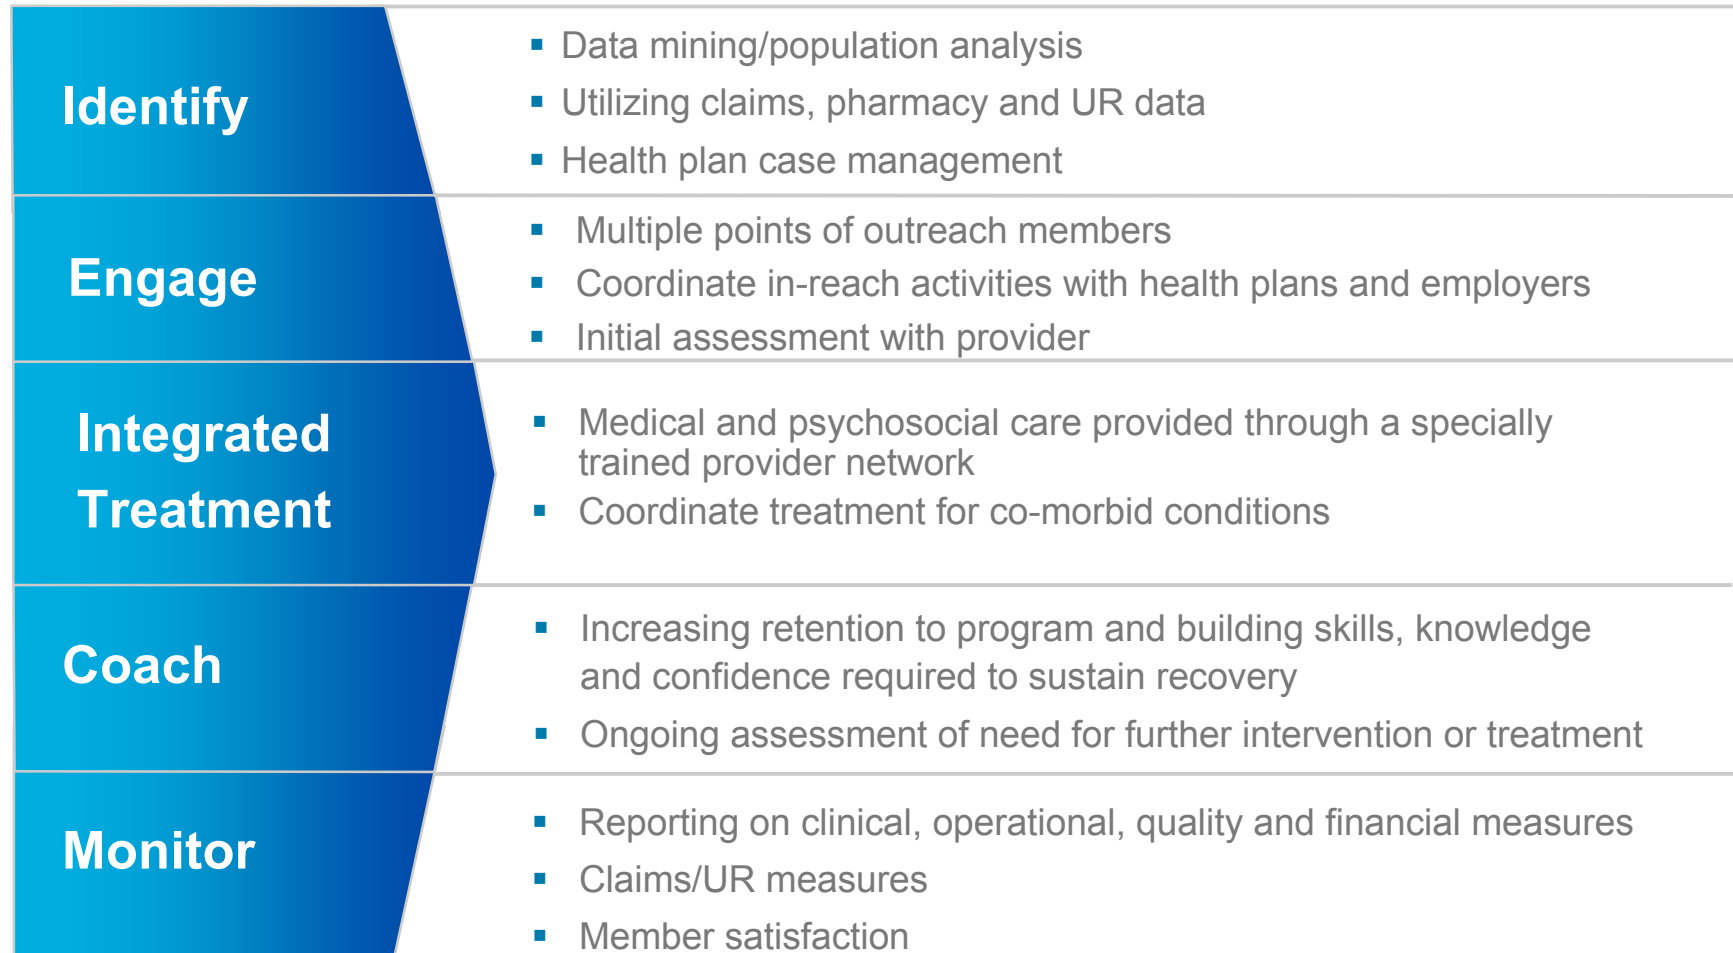 Identify
▪ Data mining/population analysis
▪ Utilizing claims, pharmacy and UR data
▪ Health plan case management
Engage
▪ Multiple points of outreach members
▪ Coordinate in-reach activities with health plans and employers
▪ Initial assessment with provider
Integrated
Treatment
▪ Medical and psychosocial care provided through a specially
trained provider network
▪ Coordinate treatment for co-morbid conditions
Coach
▪ Increasing retention to program and building skills, knowledge
and confidence required to sustain recovery
▪ Ongoing assessment of need for further intervention or treatment
Monitor
▪ Reporting on clinical, operational, quality and financial measures
▪ Claims/UR measures
▪ Member satisfaction